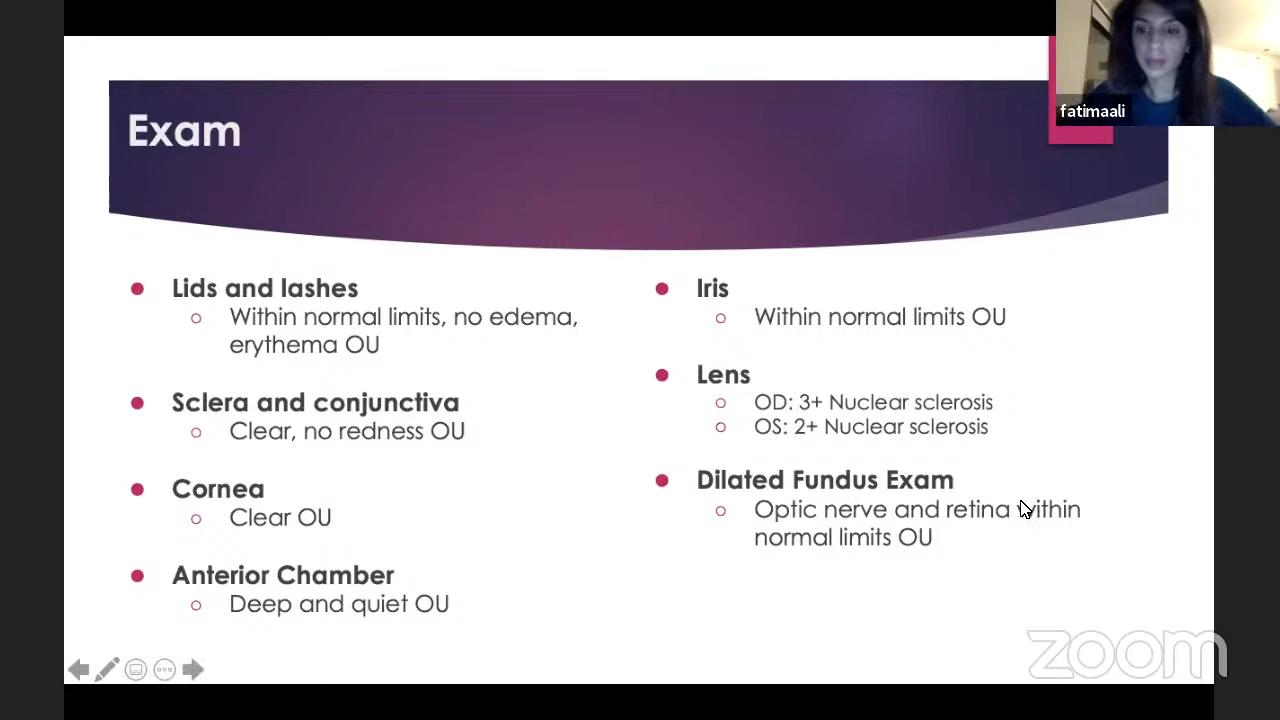 fatimaali
Exam
Lids and lashes
Within normal limits, no edema,
erythema OU
Sclera and conjunctiva
Clear, no redness OU
Cornea
Clear OU
Anterior Chamber
Deep and quiet OU
Iris
Within normal limits OU
Lens
OD: 3+ Nuclear sclerosis
OS: 2+ Nuclear sclerosis
Dilated Fundus Exam
Optic nerve and retina within
normal limits OU
zoom